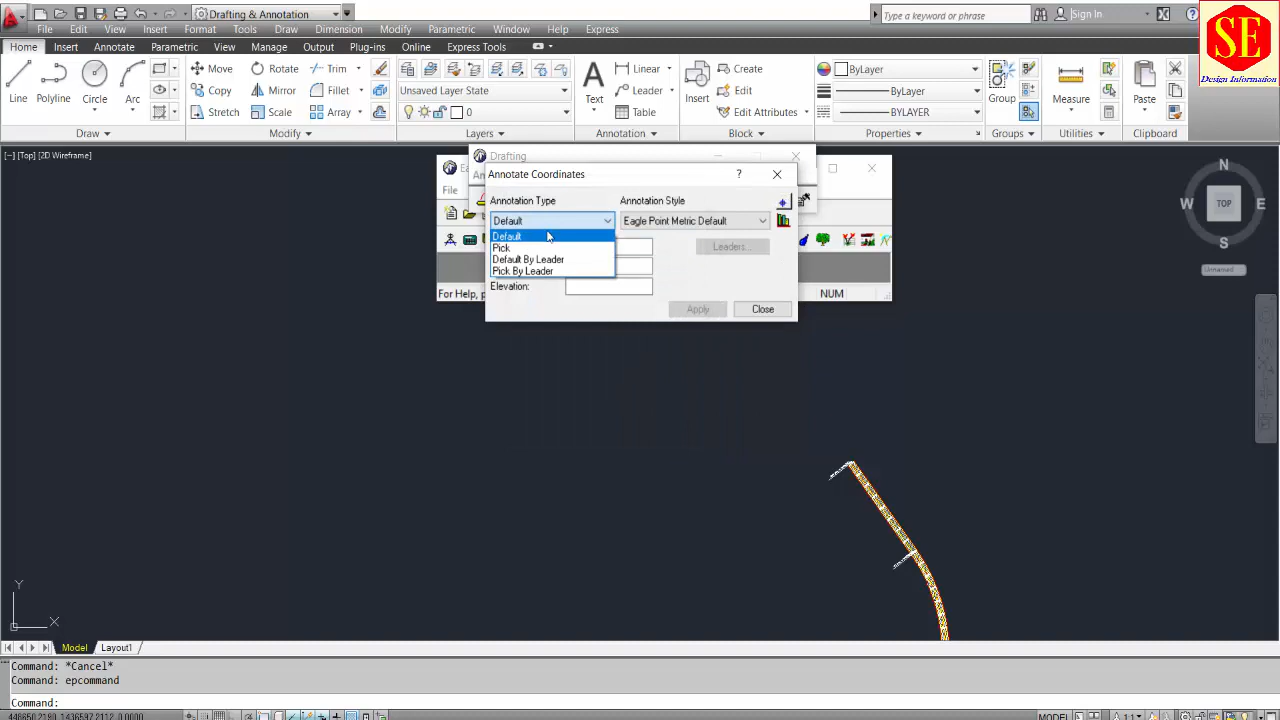 Drafting & Annotation
Type a keyword or phrase
Sign In
SE
Design Information
File Edit View Insert Format Tools Draw Dimension Modify Parametric Window Help Express
Home Insert Annotate Parametric View Manage Output Plug-ins Online Express Tools
Move Rotate Trim
Line Polyline Circle Arc
Copy Mirror Fillet
Stretch Scale Array
Unsaved Layer State
0
Text
Linear
Leader
Table
Insert
Create
Edit
Edit Attributes
ByLayer
ByLAYER
BYLAYER
Group
Measure
Paste
Draw Modify Layers Annotation Block Properties Groups Utilities Clipboard
[−] [Top] [2D Wireframe]
Drafting
File
Annotate Coordinates
?
Annotation Type Annotation Style
Default Eagle Point Metric Default
Default
Pick
Default By Leader
Pick By Leader
Leaders...
Elevation:
Apply Close
For Help, p
NUM
N
W TOP E
S
Unnamed
Y
X
Model Layout1
Command: *Cancel*
Command: epcommand
Command:
MODEL
1:1